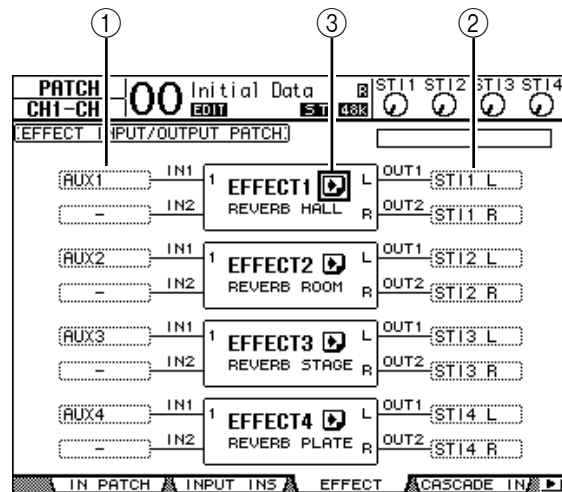 ① ③ ②
PATCH 00 Initial Data R STI1 STI2 STI3 STI4
CH1-CH EDIT ST 48k
EFFECT INPUT/OUTPUT PATCH
AUX1 IN1 1 EFFECT1 L OUT1 STI1 L
- IN2 REVERB HALL R OUT2 STI1 R
AUX2 IN1 1 EFFECT2 L OUT1 STI2 L
- IN2 REVERB ROOM R OUT2 STI2 R
AUX3 IN1 1 EFFECT3 L OUT1 STI3 L
- IN2 REVERB STAGE R OUT2 STI3 R
AUX4 IN1 1 EFFECT4 L OUT1 STI4 L
- IN2 REVERB PLATE R OUT2 STI4 R
IN PATCH INPUT INS EFFECT CASCADE IN